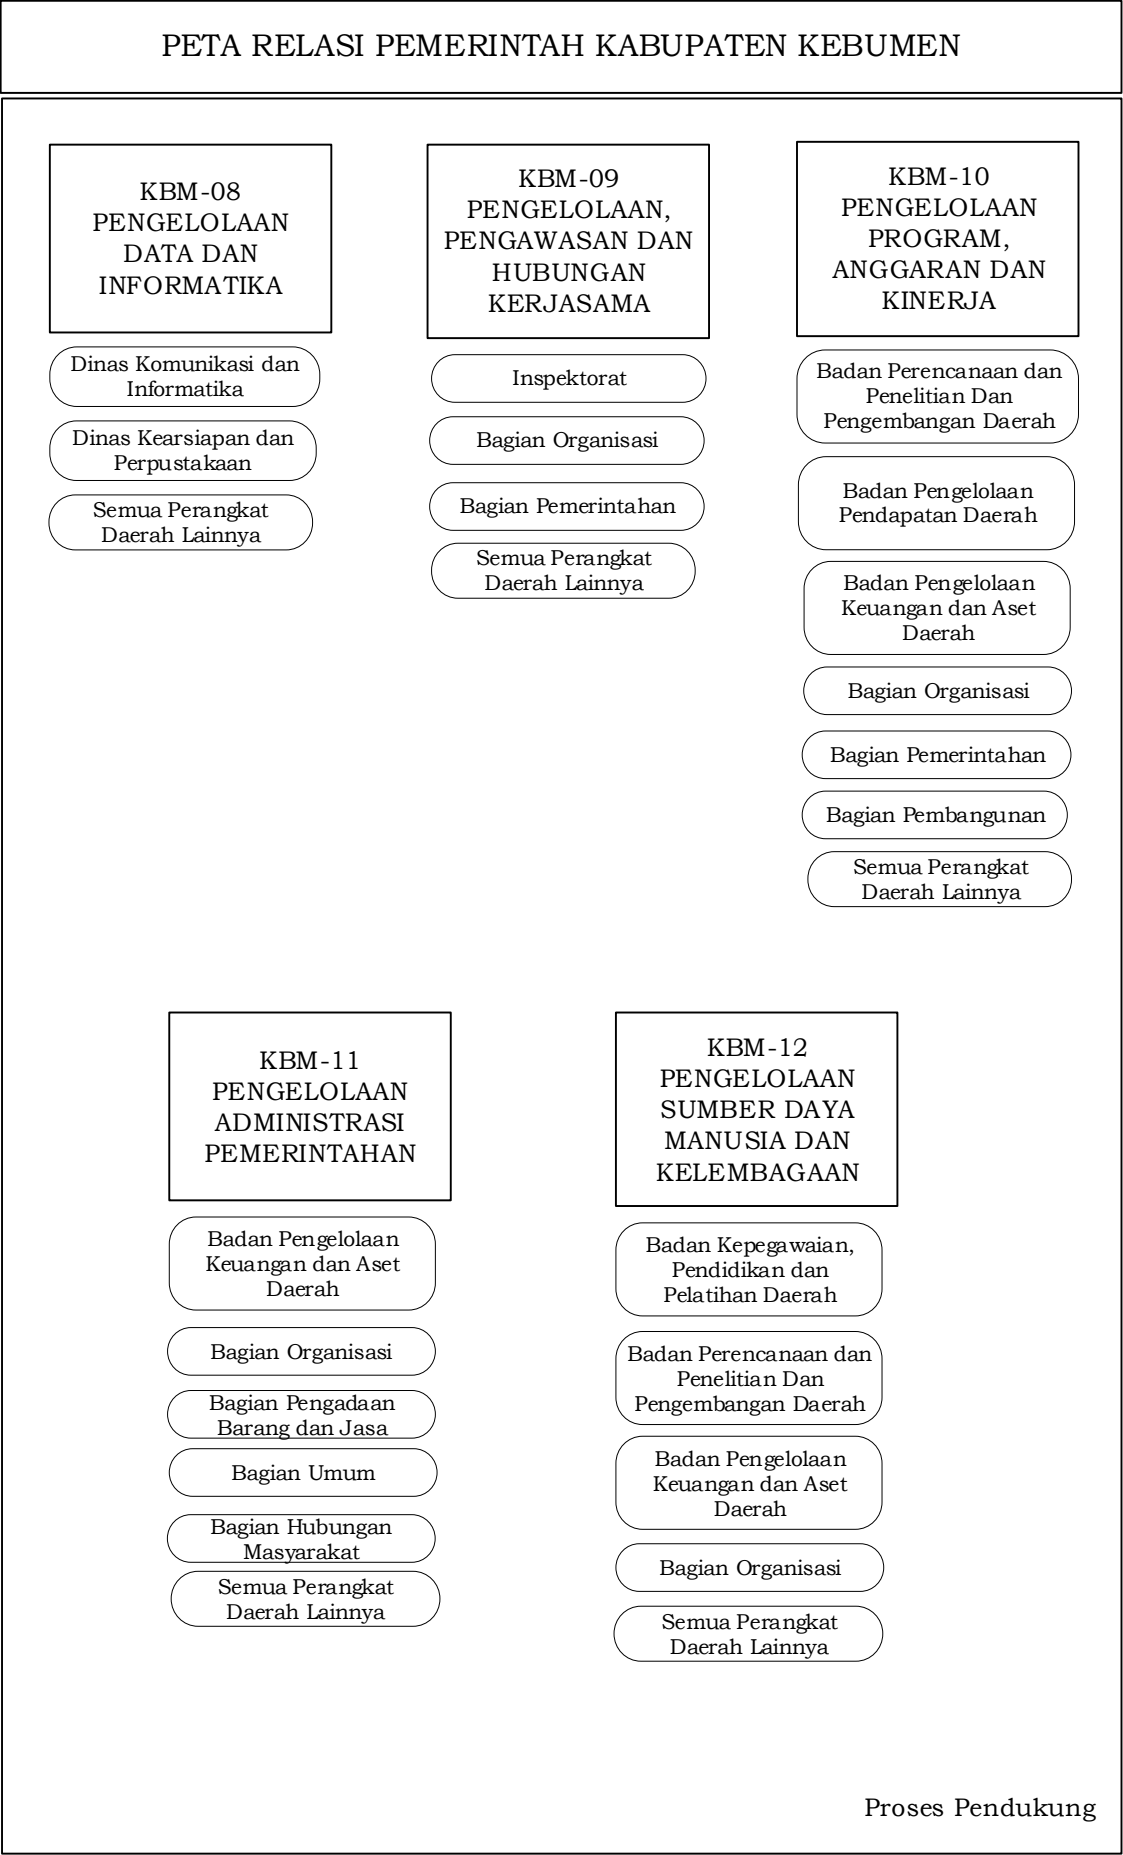 PETA RELASI PEMERINTAH KABUPATEN KEBUMEN
KBM-08
PENGELOLAAN
DATA DAN
INFORMATIKA
Dinas Komunikasi dan
Informatika
Dinas Kearsiapan dan
Perpustakaan
Semua Perangkat
Daerah Lainnya
KBM-09
PENGELOLAAN,
PENGAWASAN DAN
HUBUNGAN
KERJASAMA
Inspektorat
Bagian Organisasi
Bagian Pemerintahan
Semua Perangkat
Daerah Lainnya
KBM-10
PENGELOLAAN
PROGRAM,
ANGGARAN DAN
KINERJA
Badan Perencanaan dan
Penelitian Dan
Pengembangan Daerah
Badan Pengelolaan
Pendapatan Daerah
Badan Pengelolaan
Keuangan dan Aset
Daerah
Bagian Organisasi
Bagian Pemerintahan
Bagian Pembangunan
Semua Perangkat
Daerah Lainnya
KBM-11
PENGELOLAAN
ADMINISTRASI
PEMERINTAHAN
Badan Pengelolaan
Keuangan dan Aset
Daerah
Bagian Organisasi
Bagian Pengadaan
Barang dan Jasa
Bagian Umum
Bagian Hubungan
Masyarakat
Semua Perangkat
Daerah Lainnya
KBM-12
PENGELOLAAN
SUMBER DAYA
MANUSIA DAN
KELEMBAGAAN
Badan Kepegawaian,
Pendidikan dan
Pelatihan Daerah
Badan Perencanaan dan
Penelitian Dan
Pengembangan Daerah
Badan Pengelolaan
Keuangan dan Aset
Daerah
Bagian Organisasi
Semua Perangkat
Daerah Lainnya
Proses Pendukung